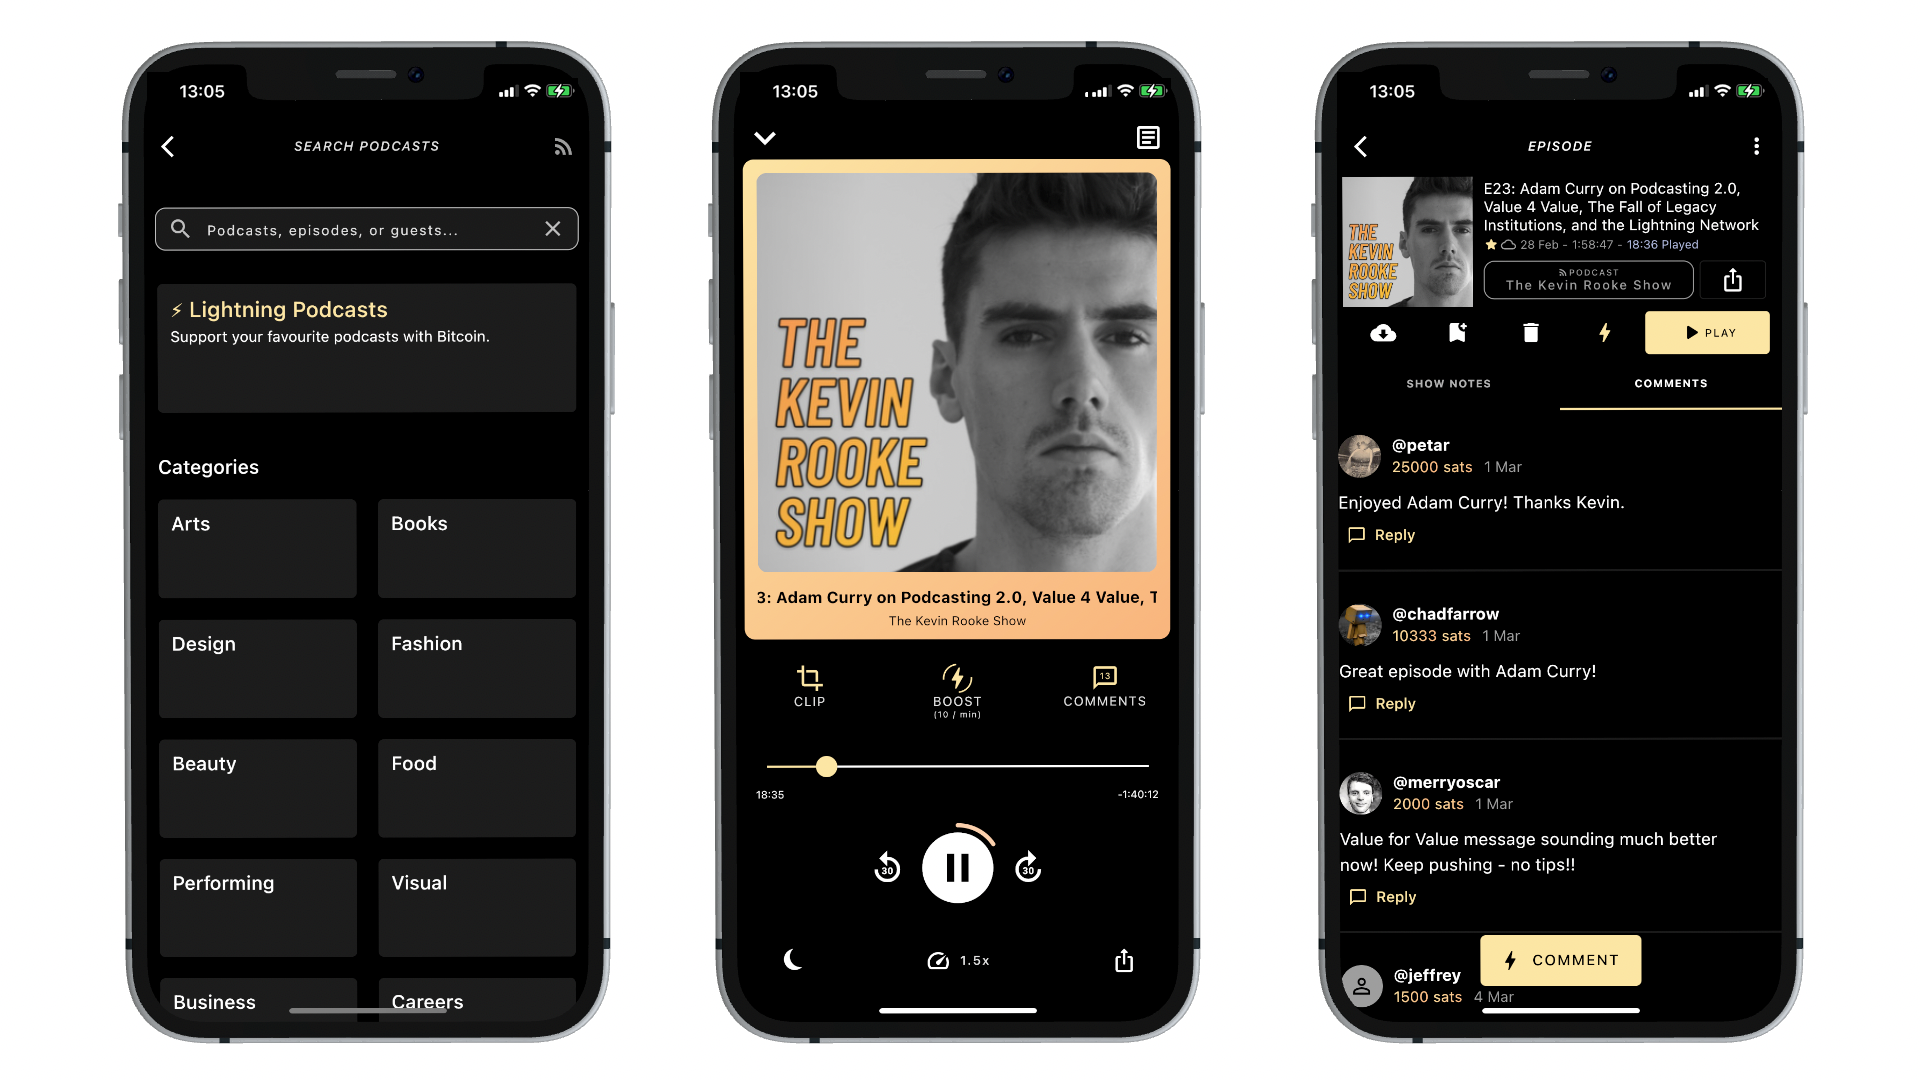 13:05
SEARCH PODCASTS
Podcasts, episodes, or guests...
⚡ Lightning Podcasts
Support your favourite podcasts with Bitcoin.
Categories
Arts
Books
Design
Fashion
Beauty
Food
Performing
Visual
Business
Careers
13:05
THE
KEVIN
ROOKE
SHOW
3: Adam Curry on Podcasting 2.0, Value 4 Value, T
The Kevin Rooke Show
CLIP
BOOST
(10 / min)
13
COMMENTS
18:35
-1:40:12
30
30
1.5x
13:05
EPISODE
THE
KEVIN
ROOKE
SHOW
E23: Adam Curry on Podcasting 2.0,
Value 4 Value, The Fall of Legacy
Institutions, and the Lightning Network
28 Feb - 1:58:47 - 18:36 Played
PODCAST
The Kevin Rooke Show
PLAY
SHOW NOTES
COMMENTS
@petar
25000 sats 1 Mar
Enjoyed Adam Curry! Thanks Kevin.
Reply
@chadfarrow
10333 sats 1 Mar
Great episode with Adam Curry!
Reply
@merryoscar
2000 sats 1 Mar
Value for Value message sounding much better
now! Keep pushing - no tips!!
Reply
COMMENT
@jeffrey
1500 sats 4 Mar